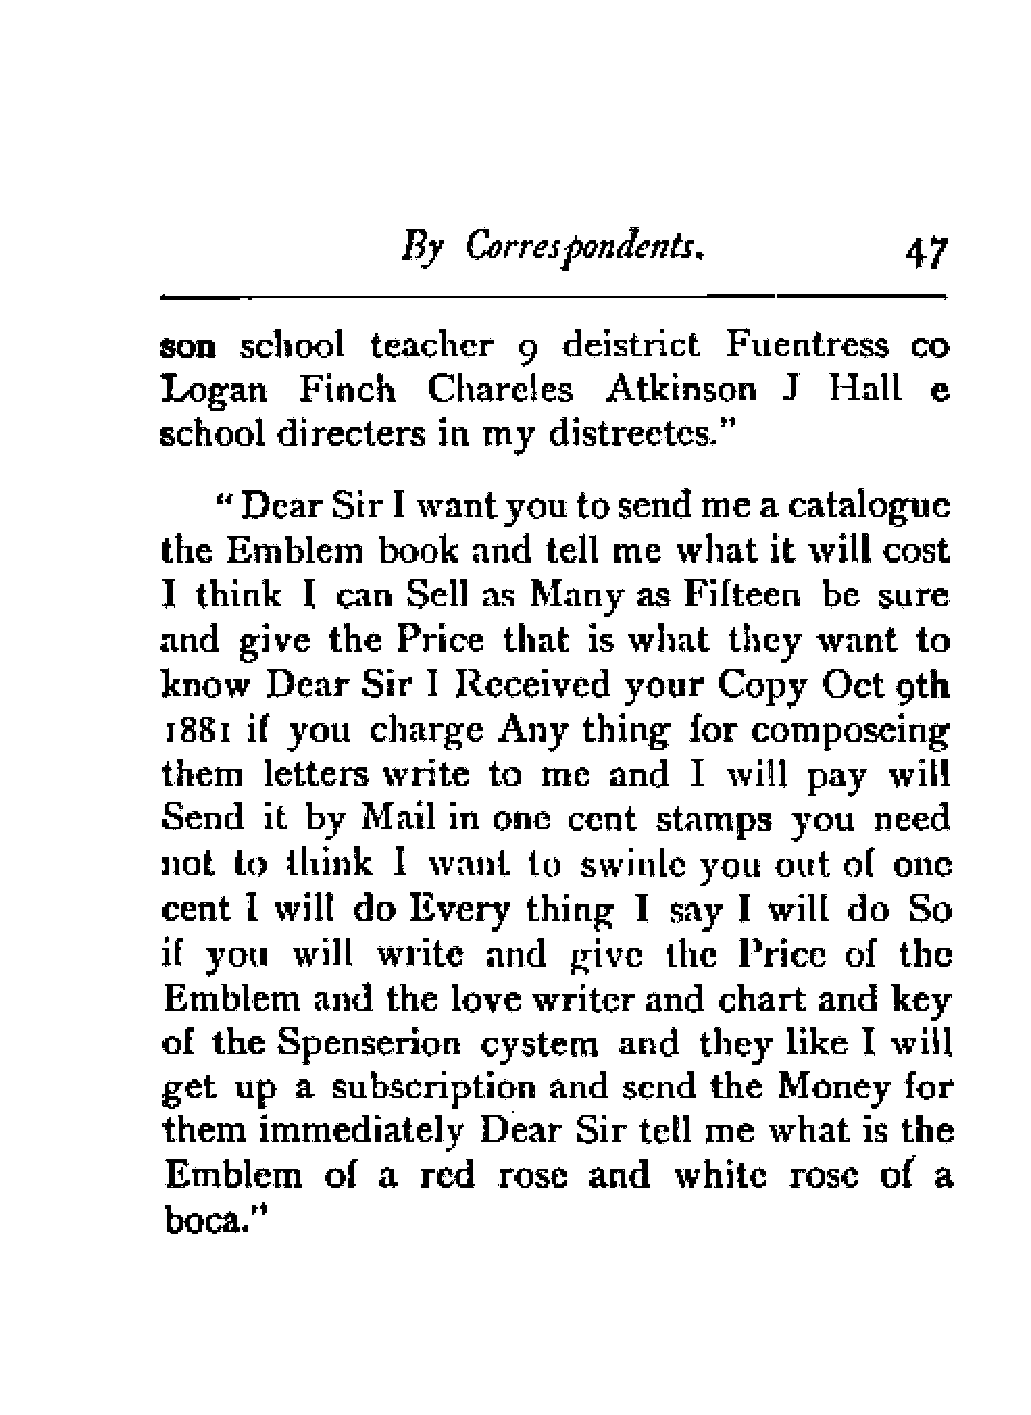 By Correspondents. 47
son school teacher 9 deistrict Fuentress co
Logan Finch Charcles Atkinson J Hall e
school directers in my distreetes."
"Dear Sir I want you to send me a catalogue
the Emblem book and tell me what it will cost
I think I can Sell as Many as Fifteen be sure
and give the Price that is what they want to
know Dear Sir I Received your Copy Oct 9th
1881 if you charge Any thing for composeing
them letters write to me and I will pay will
Send it by Mail in one cent stamps you need
not to think I want to swinle you out of one
cent I will do Every thing I say I will do So
if you will write and give the Price of the
Emblem and the love writer and chart and key
of the Spenserion cystem and they like I will
get up a subscription and send the Money for
them immediately Dear Sir tell me what is the
Emblem of a red rose and white rose of a
boca."